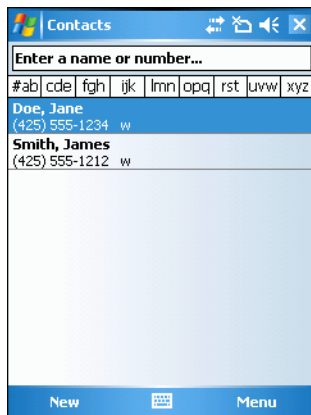 Contacts
Enter a name or number...
#ab cde fgh ijk lmn opq rst uvw xyz
Doe, Jane
(425) 555-1234 w
Smith, James
(425) 555-1212 w
New Menu